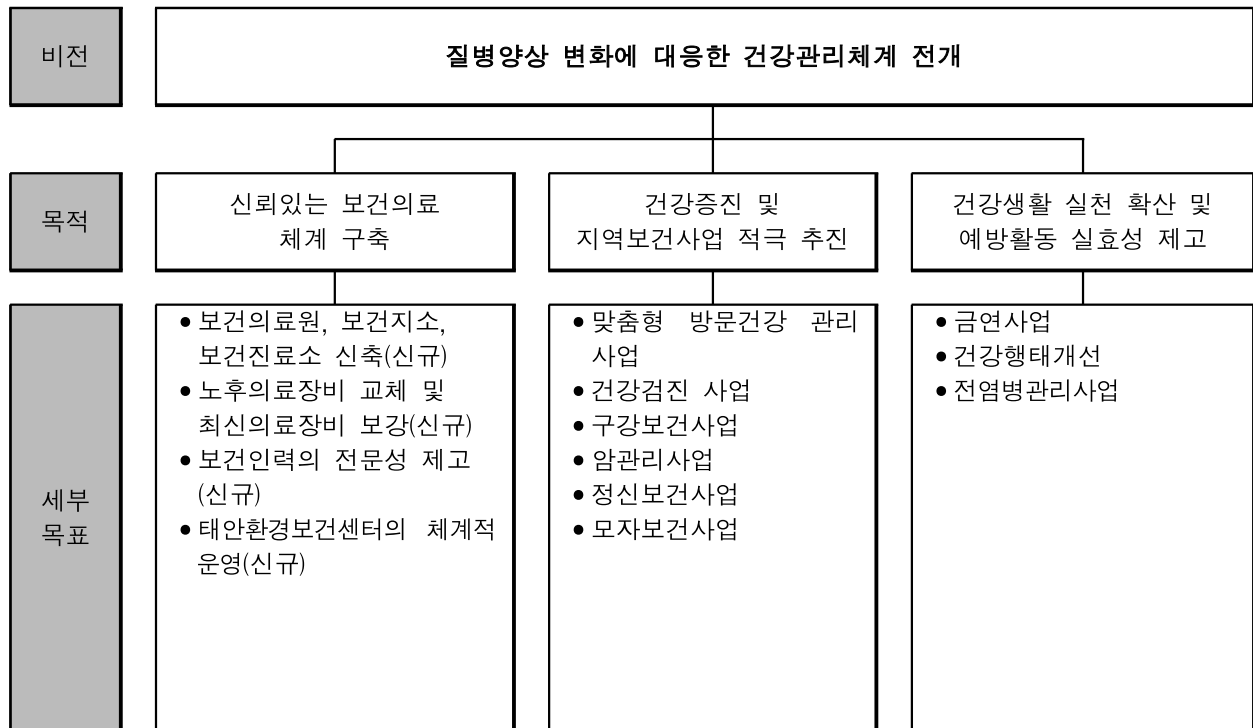 비전
질병양상 변화에 대응한 건강관리체계 전개
목적
신뢰있는 보건의료
체계 구축
건강증진 및
지역보건사업 적극 추진
건강생활 실천 확산 및
예방활동 실효성 제고
세부
목표
● 보건의료원, 보건지소,
보건진료소 신축(신규)
● 노후의료장비 교체 및
최신의료장비 보강(신규)
● 보건인력의 전문성 제고
(신규)
● 태안환경보건센터의 체계적
운영(신규)
● 맞춤형 방문건강 관리
사업
● 건강검진 사업
● 구강보건사업
● 암관리사업
● 정신보건사업
● 모자보건사업
● 금연사업
● 건강행태개선
● 전염병관리사업